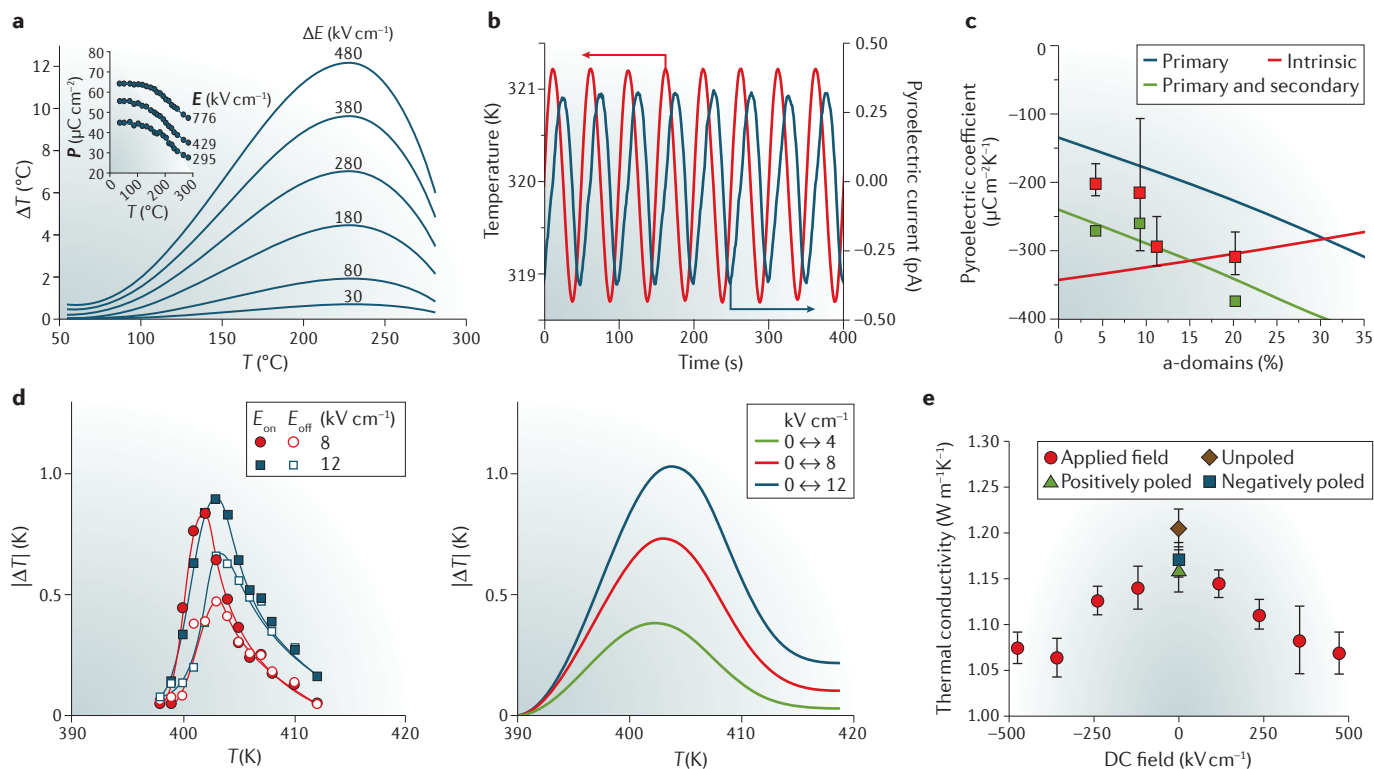 a
ΔE (kV cm⁻¹)
480
380
280
180
80
30
12
10
8
6
4
2
0
ΔT (°C)
50 100 150 200 250 300
T (°C)
80
70
60
50
40
30
20
P (μC cm⁻²)
E (kV cm⁻¹)
776
429
295
0 100 200 300
T (°C)
b
321
320
319
Temperature (K)
0.50
0.25
0.00
−0.25
−0.50
Pyroelectric current (pA)
0 100 200 300 400
Time (s)
c
0
−100
−200
−300
−400
Pyroelectric coefficient
(μC m⁻²K⁻¹)
Primary Intrinsic
Primary and secondary
0 5 10 15 20 25 30 35
a-domains (%)
d
E on E off (kV cm⁻¹)
8
12
1.0
0.5
0
|ΔT| (K)
390 400 410 420
T(K)
kV cm⁻¹
0 ↔ 4
0 ↔ 8
0 ↔ 12
1.0
0.5
0
|ΔT| (K)
390 400 410 420
T(K)
e
1.30
1.25
1.20
1.15
1.10
1.05
1.00
Thermal conductivity (W m⁻¹K⁻¹)
Applied field Unpoled
Positively poled Negatively poled
−500 −250 0 250 500
DC field (kV cm⁻¹)